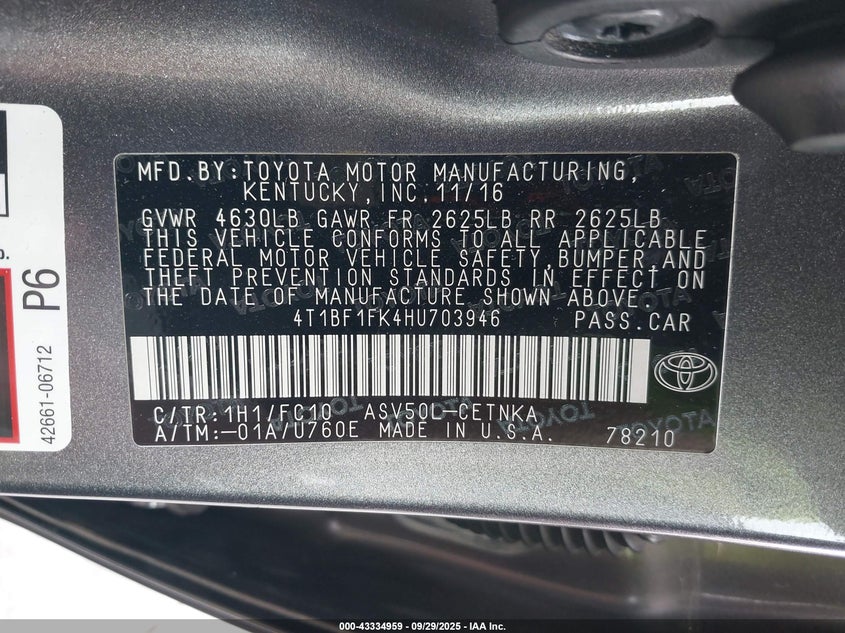 MFD.BY:TOYOTA MOTOR MANUFACTURING,
KENTUCKY,INC.11/16
GVWR 4630LB GAWR FR 2625LB RR 2625LB
THIS VEHICLE CONFORMS TO ALL APPLICABLE
FEDERAL MOTOR VEHICLE SAFETY,BUMPER,AND
THEFT PREVENTION STANDARDS IN EFFECT ON
THE DATE OF MANUFACTURE SHOWN ABOVE.
4T1BF1FK4HU703946 PASS.CAR
C/TR:1H1/FC10 ASV50L-CETNKA
A/TM:-01A/U760E MADE IN U.S.A. 78210
P6
42661-06712
000-43334959 | 09/29/2025 | IAA Inc.